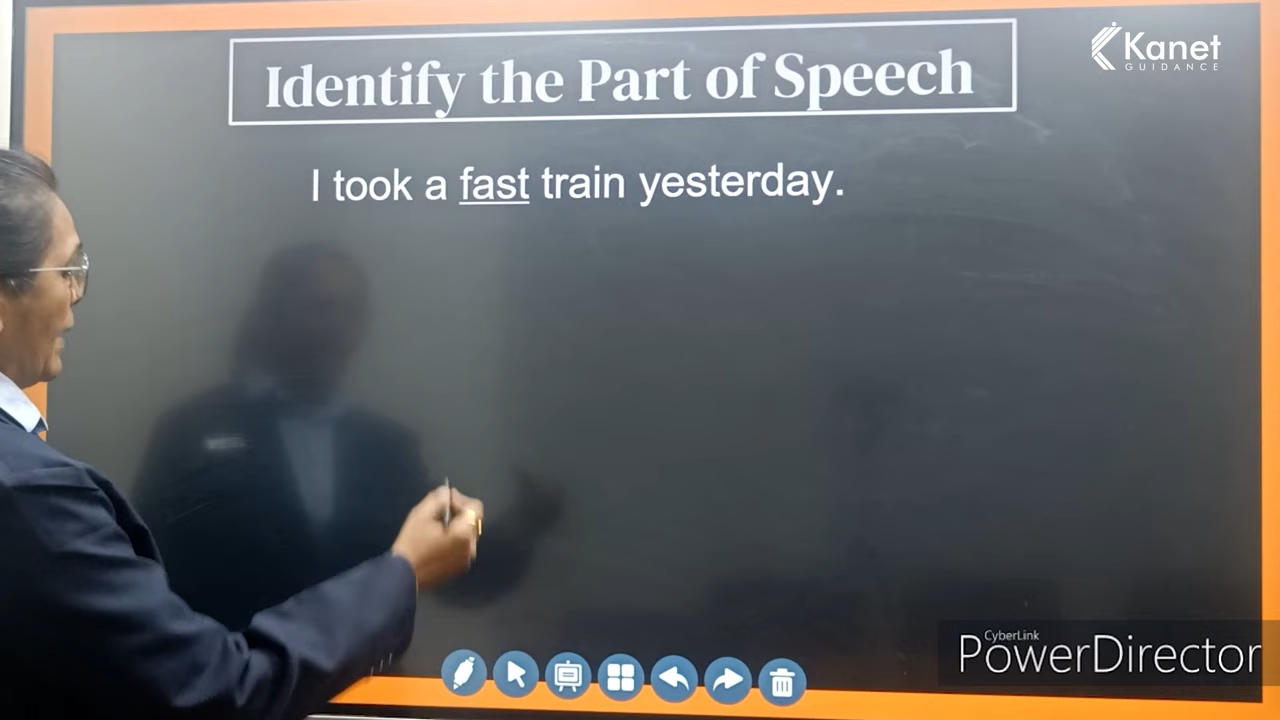 Kanet
GUIDANCE
Identify the Part of Speech
I took a fast train yesterday.
CyberLink
PowerDirector